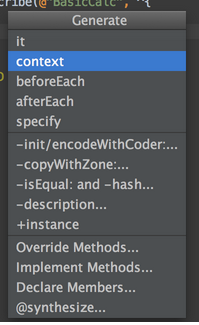 cribe(@"BasicCalc", ^{
Generate
it
context
beforeEach
afterEach
specify
-init/encodeWithCoder:...
-copyWithZone:...
-isEqual: and -hash...
-description...
+instance
Override Methods...
Implement Methods...
Declare Members...
@synthesize...